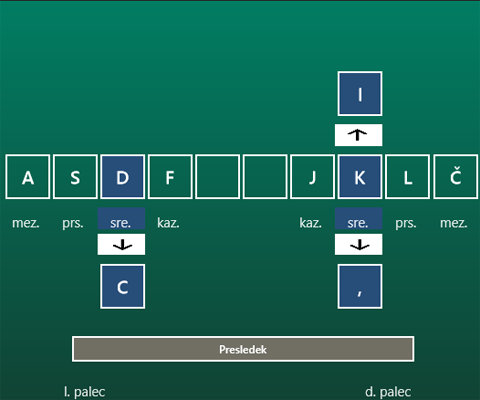 I
A S D F J K L Č
mez. prs. sre. kaz. kaz. sre. prs. mez.
C ,
Presledek
l. palec d. palec